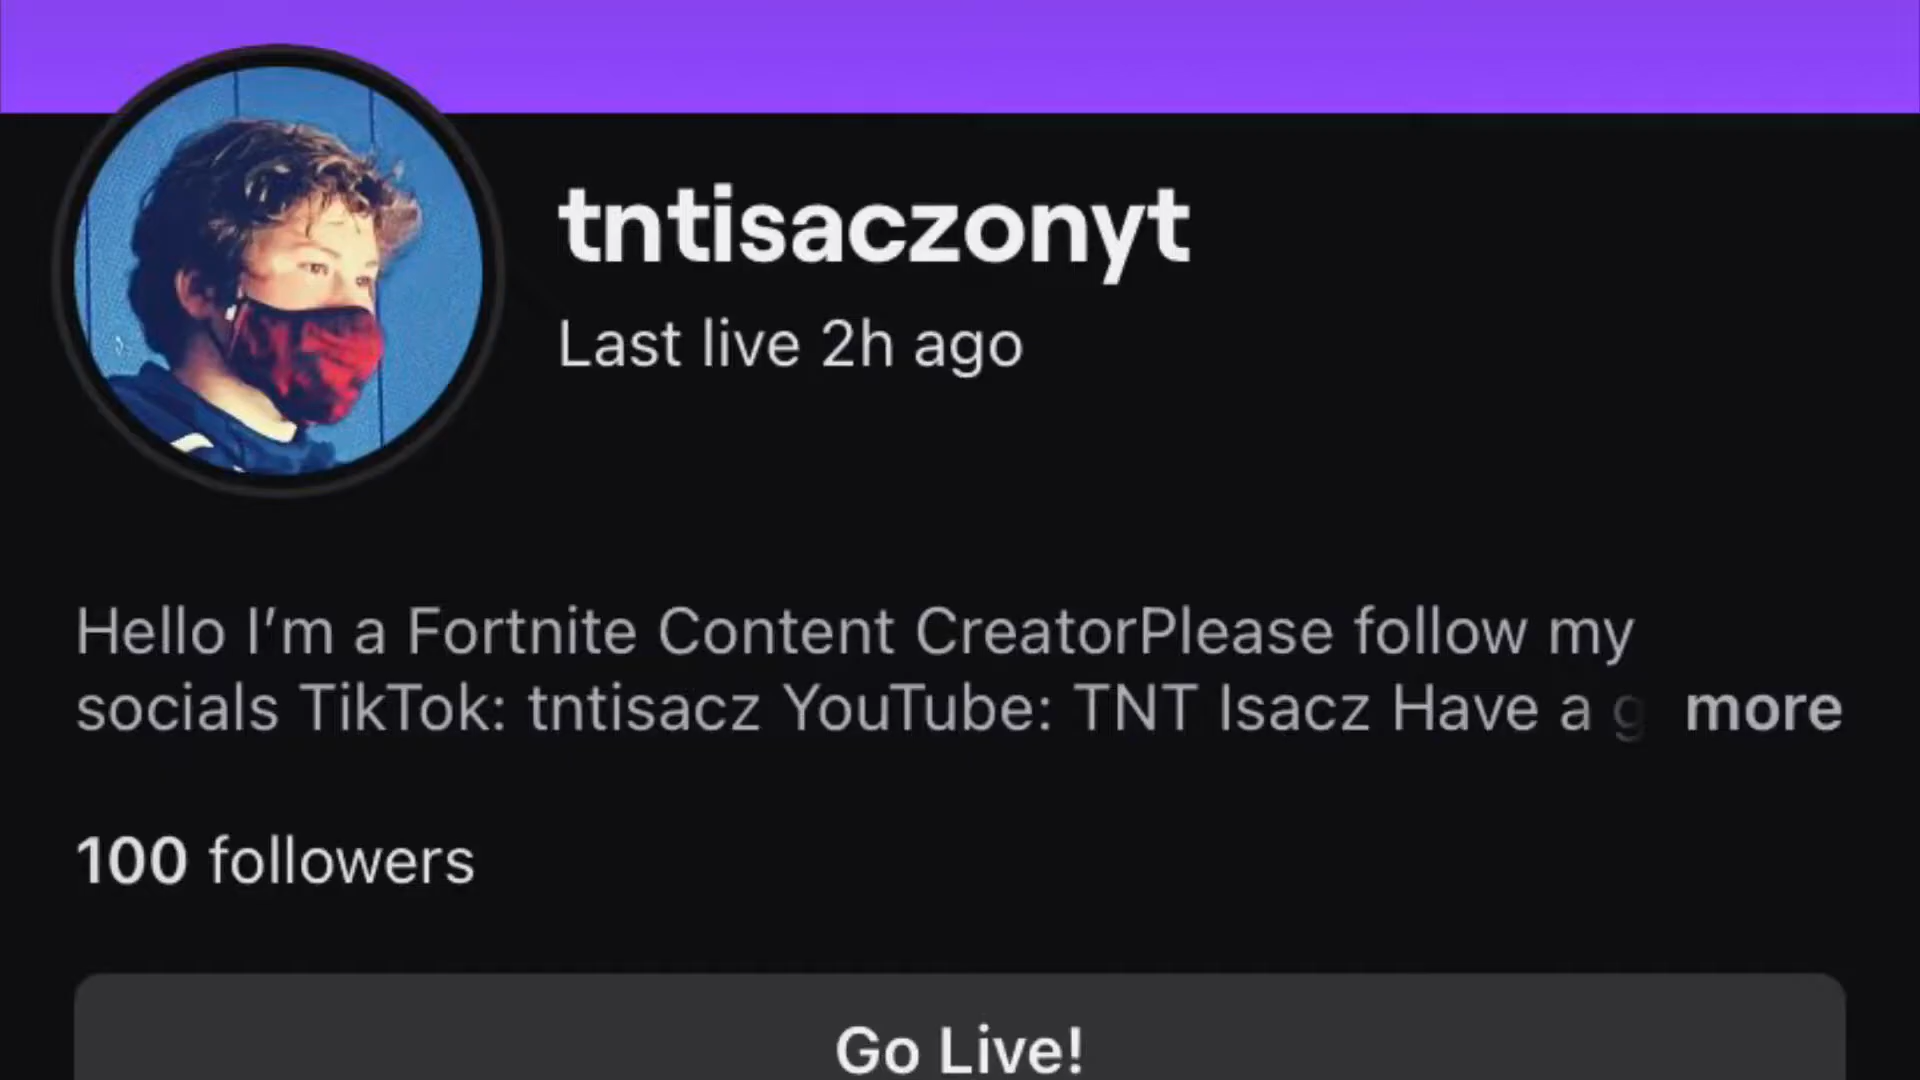 tntisaczonyt
Last live 2h ago
Hello I’m a Fortnite Content CreatorPlease follow my
socials TikTok: tntisacz YouTube: TNT Isacz Have a g more
100 followers
Go Live!